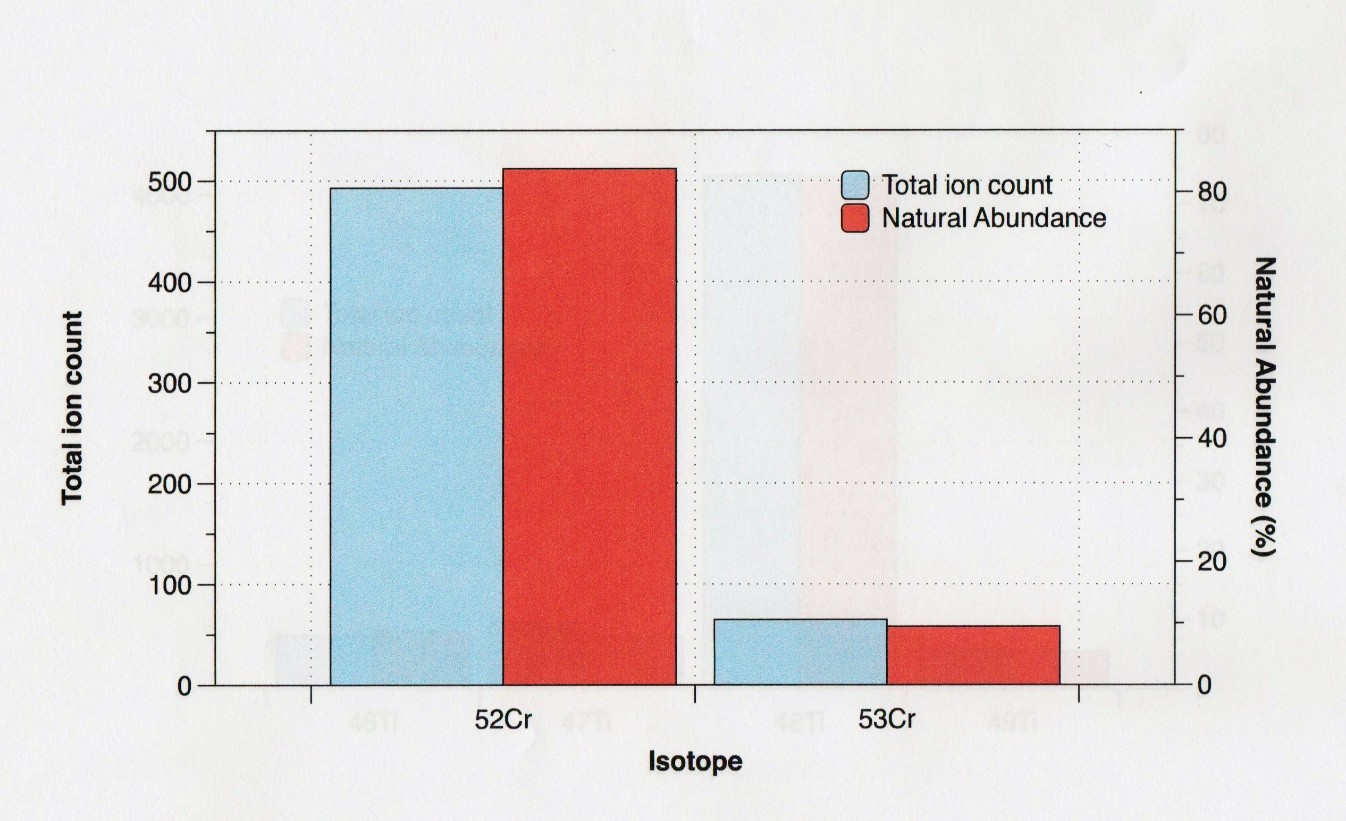 500
400
300
200
100
0
Total ion count
Total ion count
Natural Abundance
80
60
40
20
0
Natural Abundance (%)
52Cr
53Cr
Isotope